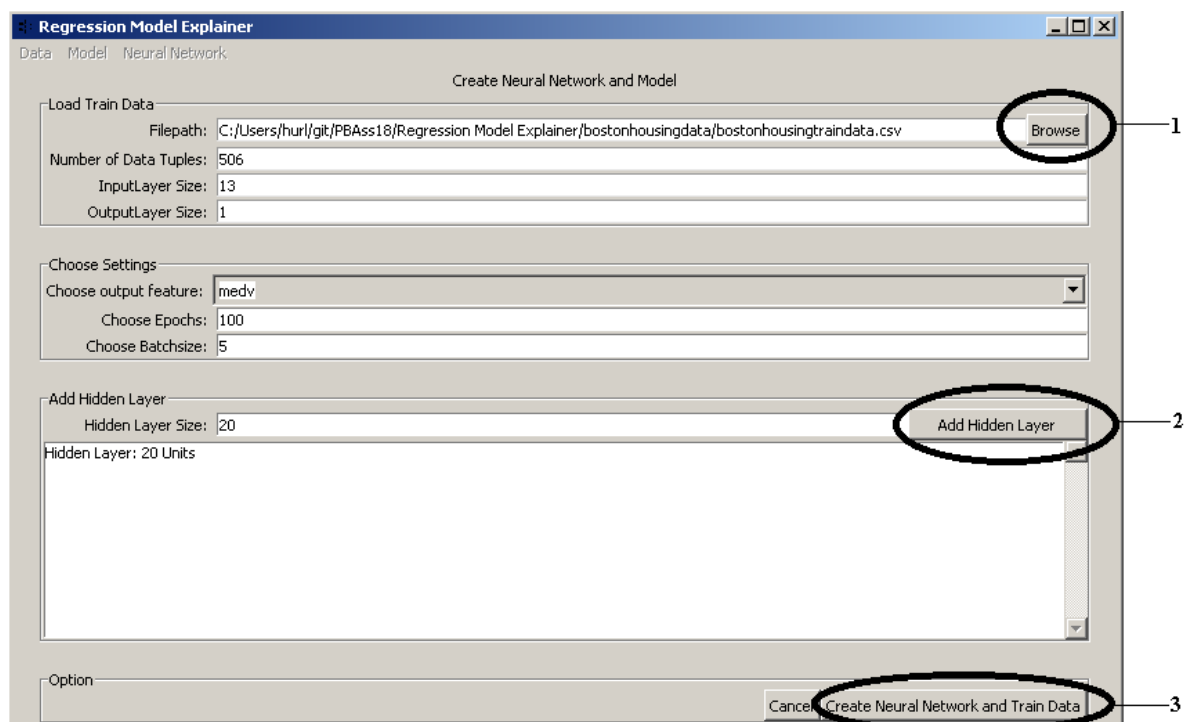 Regression Model Explainer
Data Model Neural Network
Create Neural Network and Model
Load Train Data
Filepath: C:/Users/hurl/git/PBAss18/Regression Model Explainer/bostonhousingdata/bostonhousingtraindata.csv Browse 1
Number of Data Tuples: 506
InputLayer Size: 13
OutputLayer Size: 1
Choose Settings
Choose output feature: medv
Choose Epochs: 100
Choose Batchsize: 5
Add Hidden Layer
Hidden Layer Size: 20 Add Hidden Layer 2
Hidden Layer: 20 Units
Option
Cancel Create Neural Network and Train Data 3